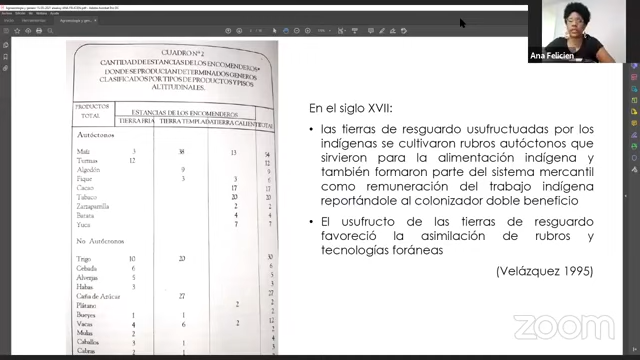 Ana Felicien
CUADRO Nº 2
CANTIDAD DE ESTANCIAS DE LOS ENCOMENDEROS*
DONDE SE PRODUCIAN DETERMINADOS GENEROS
CLASIFICADOS POR TIPOS DE PRODUCTOS Y PISOS
ALTITUDINALES.
PRODUCTOS ESTANCIAS DE LOS ENCOMENDEROS
TOTAL TIERRA FRIA TIERRA TEMPLADA TIERRA CALIENTE TOTAL
Autóctonos
Maíz 3 38 13
Turmas 12 12
Algodón 9 9
Fique 3 3 6
Cacao 17 17
Tabaco 20 20
Zarzaparrilla 2 2
Batata 4 4
Yuca 7 7
No Autóctonos
Trigo 10 20 30
Cebada 6 6
Alverjas 5 5
Habas 3 3
Caña de Azúcar 27 27
Plátano 2 2
Bueyes 1 1 2
Vacas 4 6 2 12
Mulas 2 2
Caballos 3 1 4
Cabras 2 1 3
En el siglo XVII:
• las tierras de resguardo usufructuadas por los
indígenas se cultivaron rubros autóctonos que
sirvieron para la alimentación indígena y
también formaron parte del sistema mercantil
como remuneración del trabajo indígena
reportándole al colonizador doble beneficio
• El usufructo de las tierras de resguardo
favoreció la asimilación de rubros y
tecnologías foráneas
(Velázquez 1995)
zoom